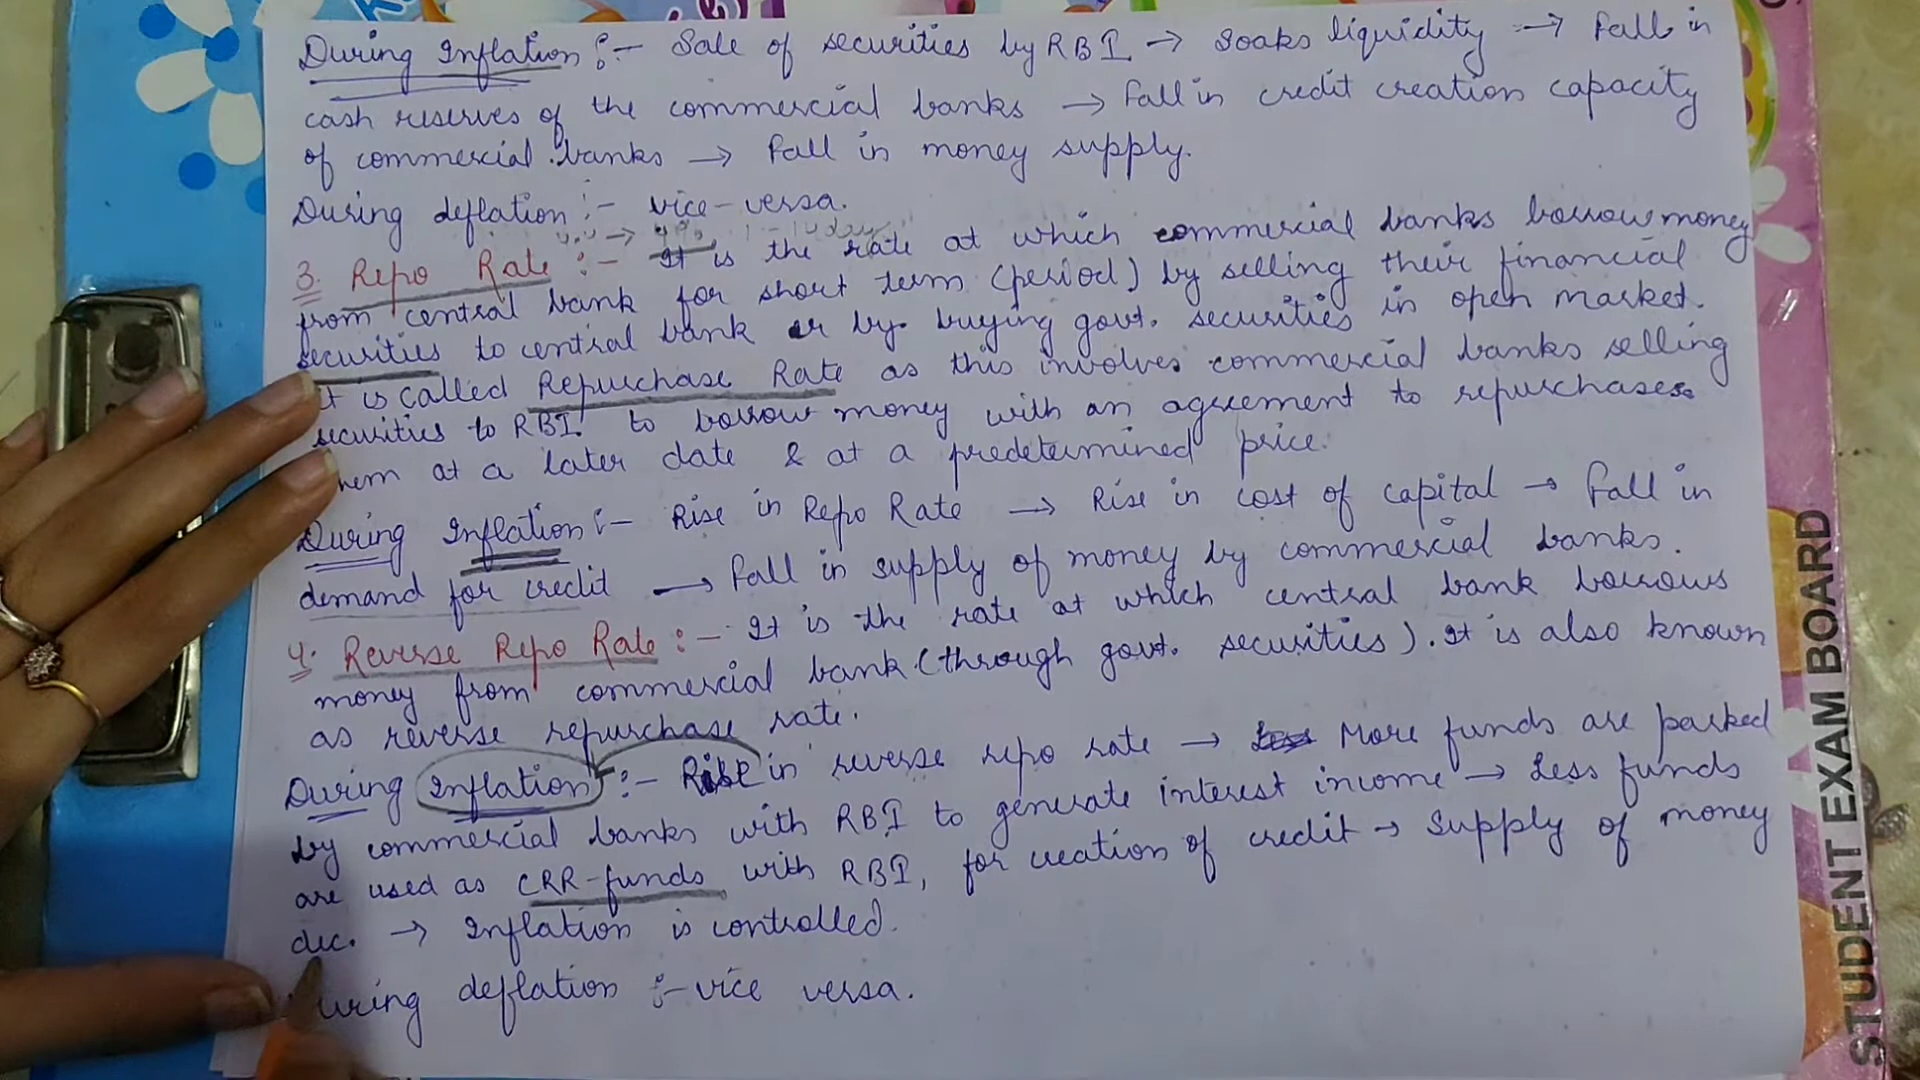 During Inflation :- Sale of securities by RBI → Soaks liquidity → Fall in
cash reserves of the commercial banks → Fall in credit creation capacity
of commercial banks → Fall in money supply.
During deflation :- vice-versa.
3. Repo Rate :- It is the rate at which commercial banks borrow money
from central bank for short term (period) by selling their financial
securities to central bank or by buying govt. securities in open market.
It is called Repurchase Rate as this involves commercial banks selling
securities to RBI to borrow money with an agreement to repurchases
them at a later date & at a predetermined price.
During Inflation :- Rise in Repo Rate → Rise in cost of capital → Fall in
demand for credit → Fall in supply of money by commercial banks.
4. Reverse Repo Rate :- It is the rate at which central bank borrows
money from commercial bank (through govt. securities). It is also known
as reverse repurchase rate.
During Inflation :- Rise in reverse repo rate → More funds are parked
by commercial banks with RBI to generate interest income → Less funds
are used as CRR-funds with RBI, for creation of credit → Supply of money
dec. → Inflation is controlled.
During deflation :- vice versa.
STUDENT EXAM BOARD